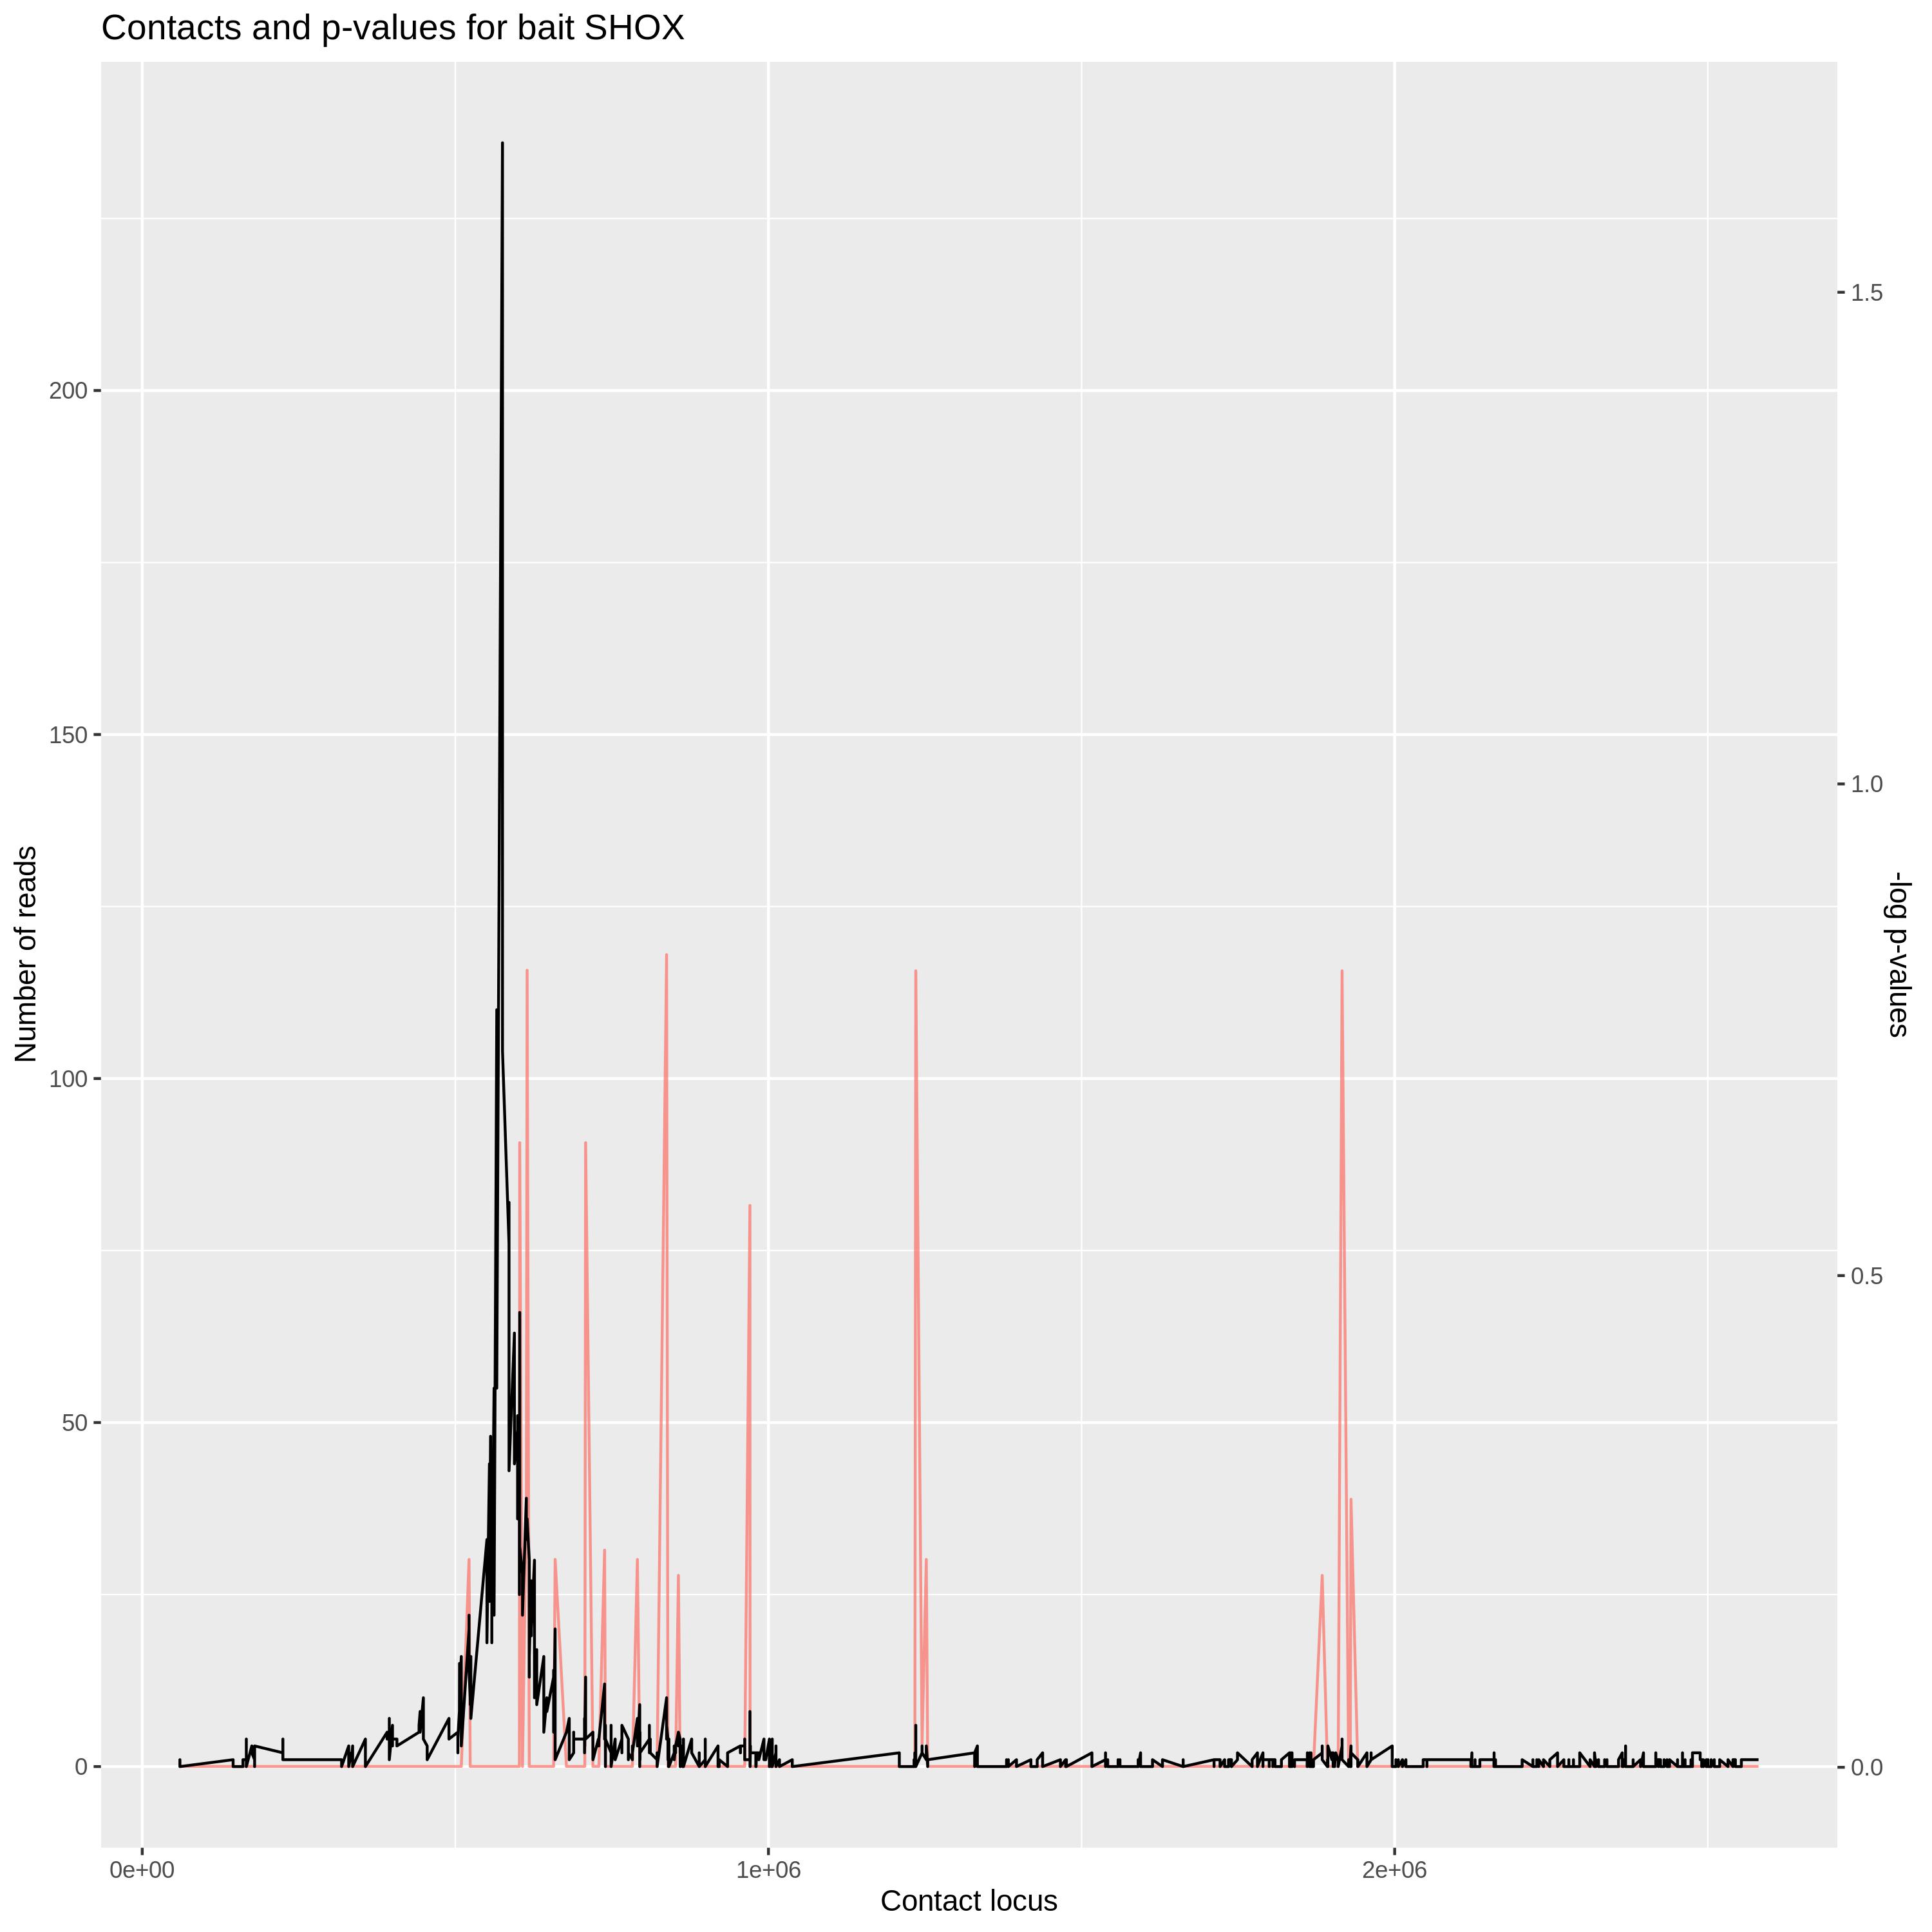 Contacts and p-values for bait SHOX
Number of reads
200
150
100
50
0
1.5
1.0
0.5
0.0
-log p-values
0e+00
1e+06
2e+06
Contact locus